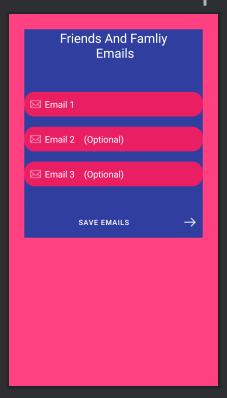 Friends And Famliy
Emails
Email 1
Email 2 (Optional)
Email 3 (Optional)
SAVE EMAILS